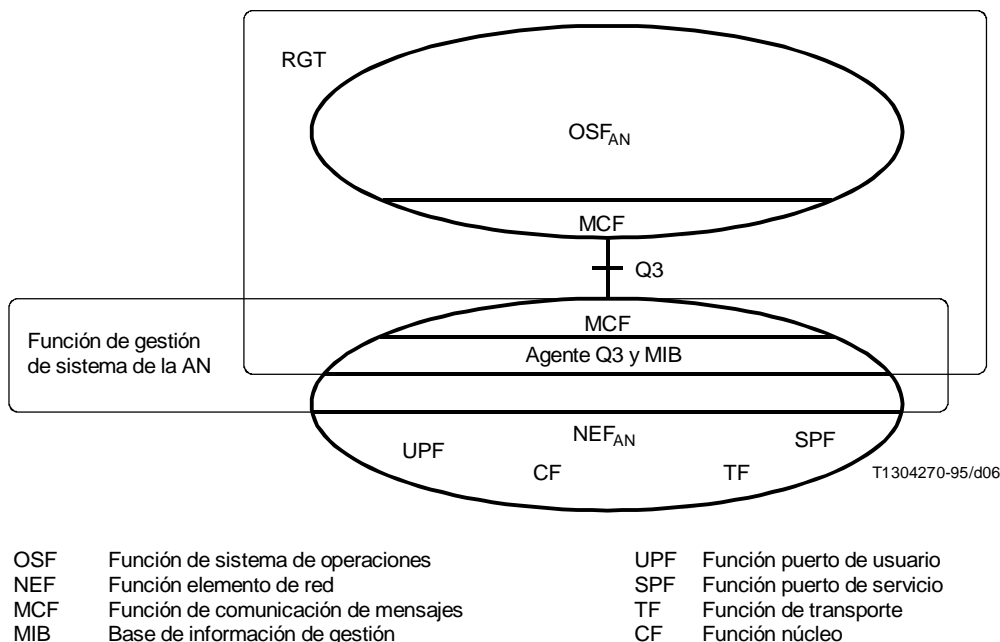 RGT
OSFAN
MCF
Q3
MCF
Función de gestión
de sistema de la AN
Agente Q3 y MIB
NEFAN
UPF
SPF
CF
TF
T1304270-95/d06
OSF Función de sistema de operaciones
NEF Función elemento de red
MCF Función de comunicación de mensajes
MIB Base de información de gestión
UPF Función puerto de usuario
SPF Función puerto de servicio
TF Función de transporte
CF Función núcleo